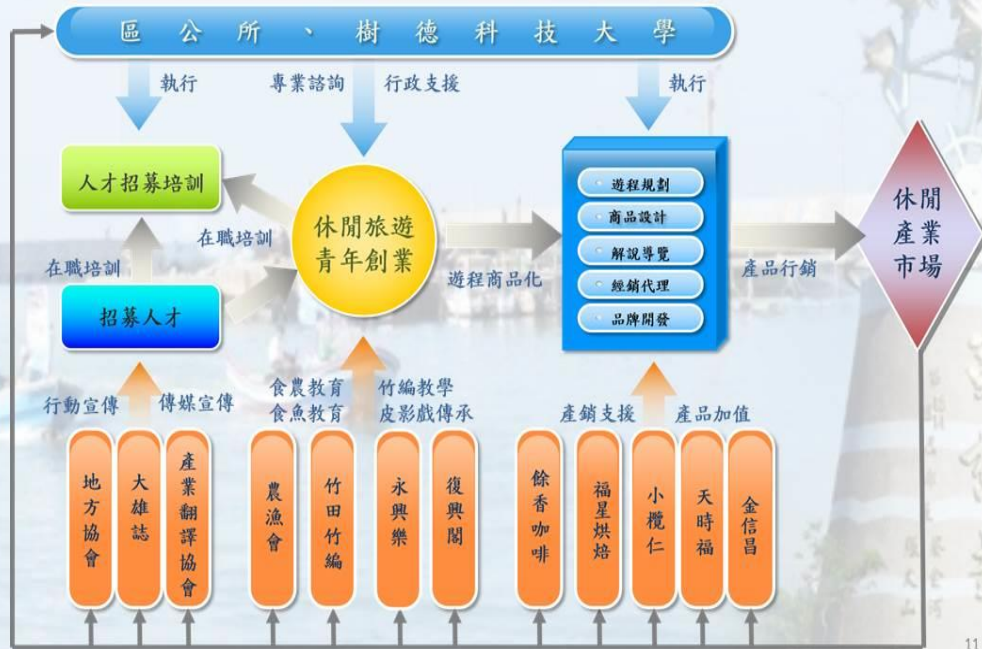 區公所、樹德科技大學
執行
專業諮詢
行政支援
執行
人才招募培訓
在職培訓
在職培訓
招募人才
休閒旅遊
青年創業
遊程商品化
遊程規劃
商品設計
解說導覽
經銷代理
品牌開發
產品行銷
休閒
產業
市場
行動宣傳
傳媒宣傳
食農教育
食魚教育
竹編教學
皮影戲傳承
產銷支援
產品加值
地方協會
大雄誌
產業翻譯協會
農漁會
竹田竹編
永興樂
復興閣
餘香咖啡
福星烘焙
小欖仁
天時福
金信昌
11